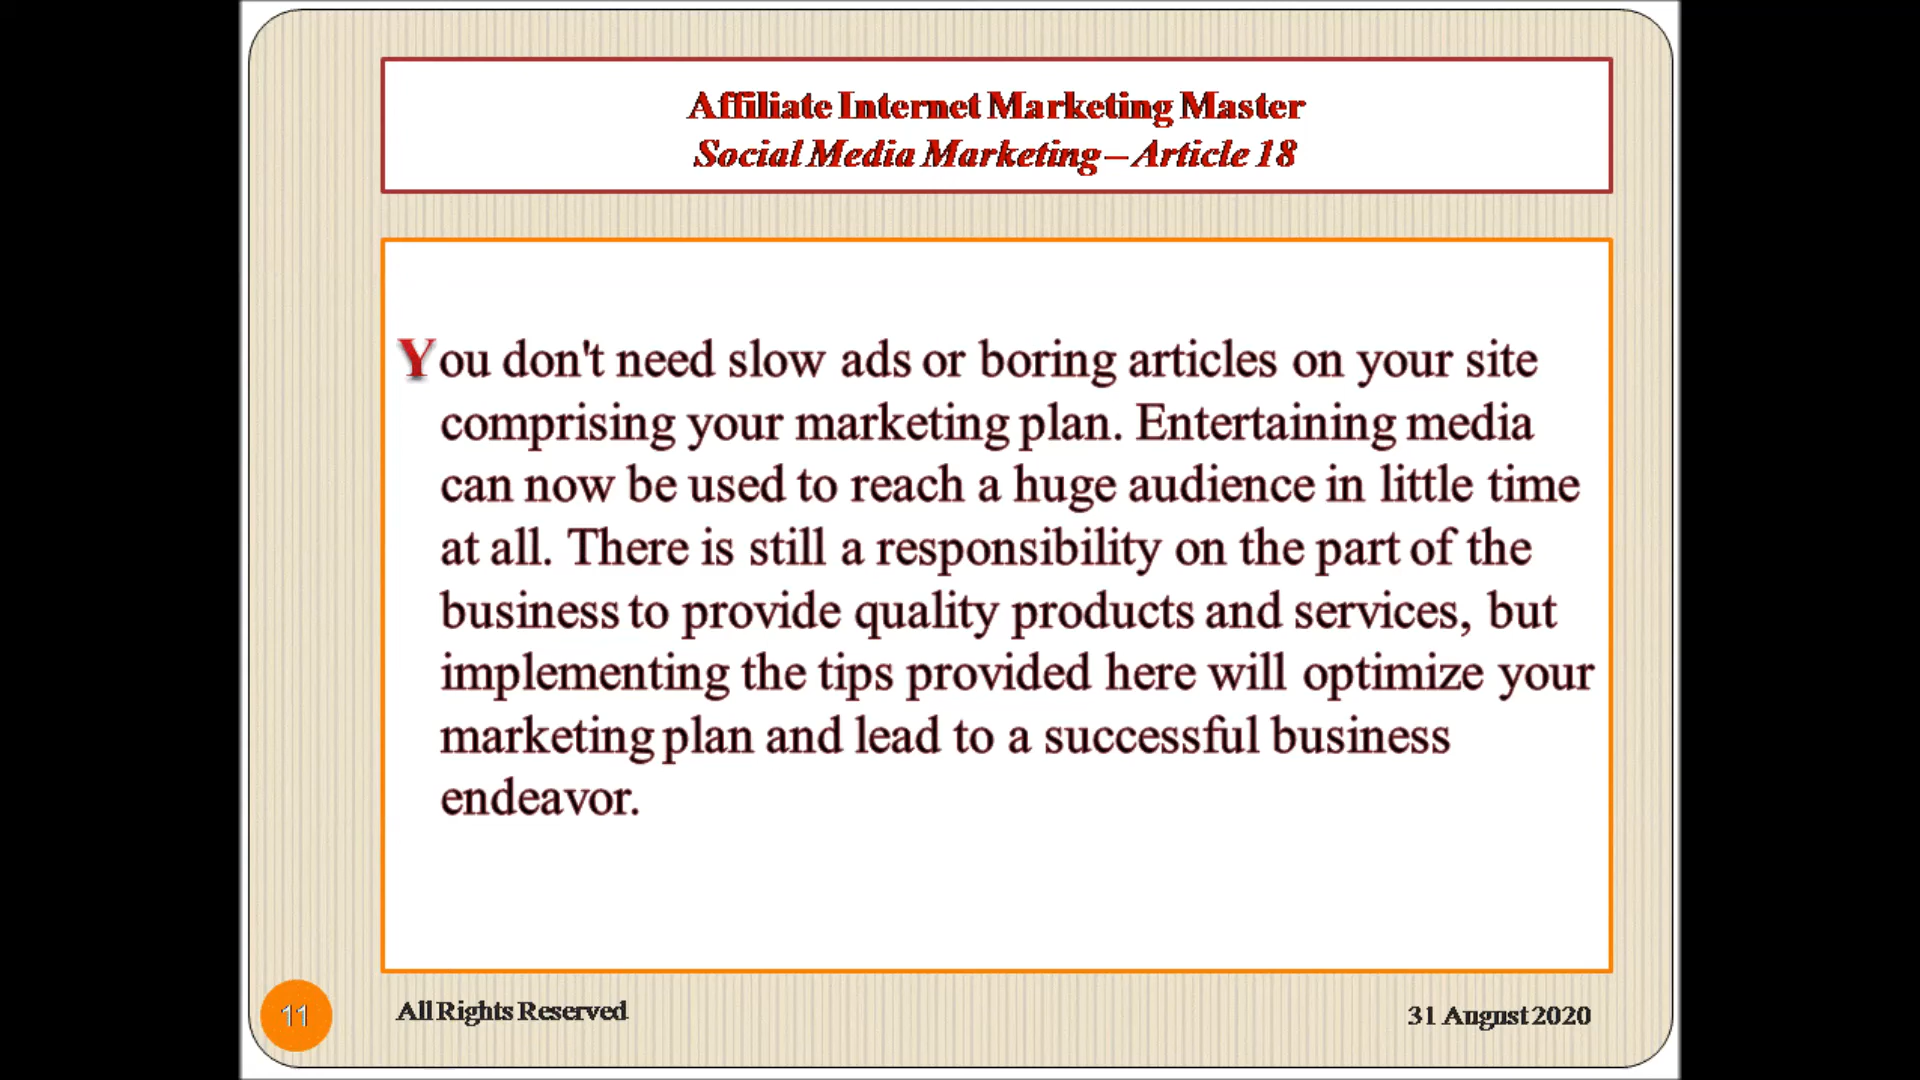 Affiliate Internet Marketing Master
Social Media Marketing – Article 18
You don't need slow ads or boring articles on your site
comprising your marketing plan. Entertaining media
can now be used to reach a huge audience in little time
at all. There is still a responsibility on the part of the
business to provide quality products and services, but
implementing the tips provided here will optimize your
marketing plan and lead to a successful business
endeavor.
11
All Rights Reserved
31 August 2020